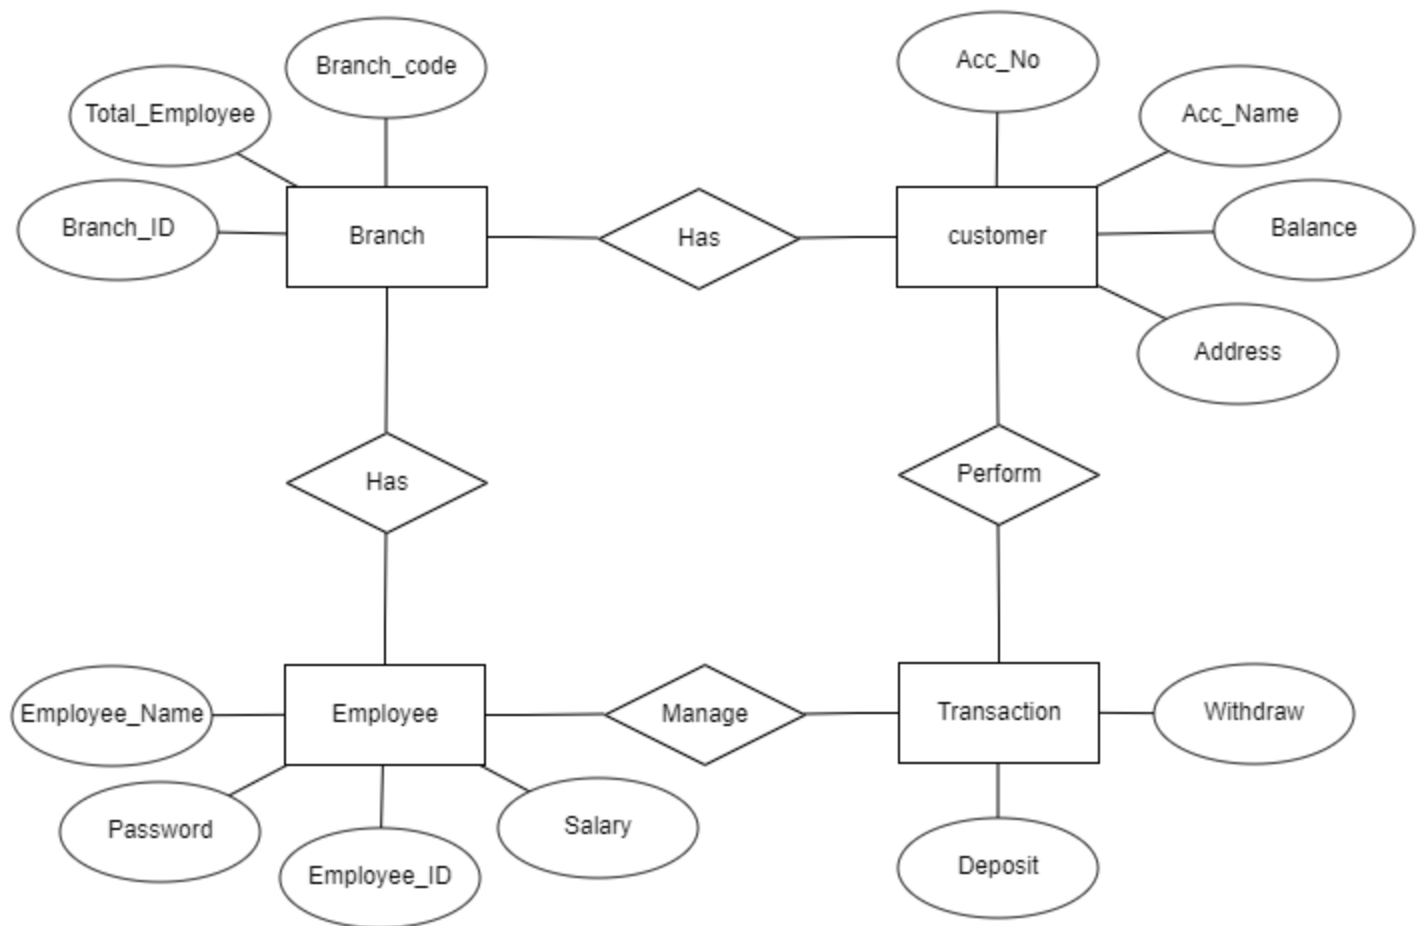 Branch_code
Acc_No
Total_Employee
Acc_Name
Branch_ID
Branch
Has
customer
Balance
Address
Has
Perform
Employee_Name
Employee
Manage
Transaction
Withdraw
Password
Salary
Employee_ID
Deposit